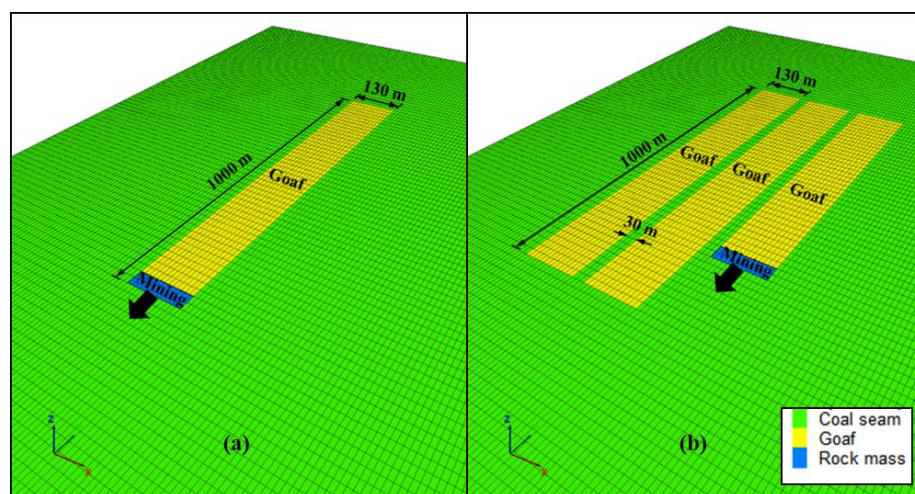 130 m
1000 m
Goaf
Mining
z
x
(a)
130 m
1000 m
Goaf
Goaf
Goaf
30 m
Mining
z
x
(b)
Coal seam
Goaf
Rock mass